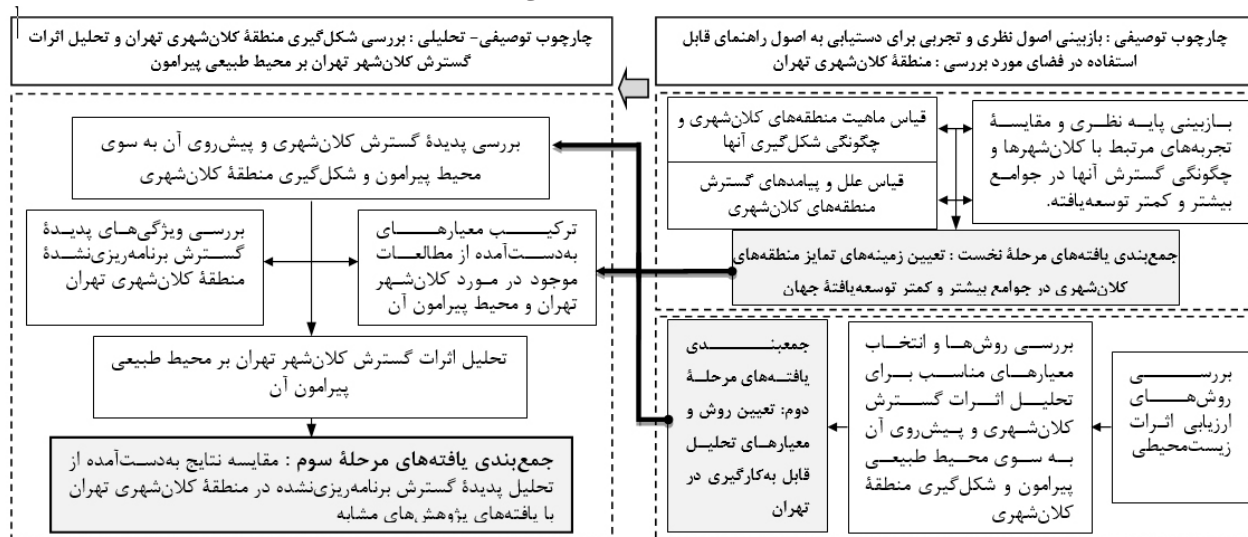 چارچوب توصیفی : بازبینی اصول نظری و تجربی برای دستیابی به اصول راهنمای قابل
استفاده در فضای مورد بررسی : منطقهٔ کلان‌شهری تهران
چارچوب توصیفی- تحلیلی : بررسی شکل‌گیری منطقهٔ کلان‌شهری تهران و تحلیل اثرات
گسترش کلان‌شهر تهران بر محیط طبیعی پیرامون
بازبینی پایه نظری و مقایسهٔ
تجربه‌های مرتبط با کلان‌شهرها و
چگونگی گسترش آنها در جوامع
بیشتر و کمتر توسعه‌یافته.
قیاس ماهیت منطقه‌های کلان‌شهری و
چگونگی شکل‌گیری آنها
قیاس علل و پیامدهای گسترش
منطقه‌های کلان‌شهری
جمع‌بندی یافته‌های مرحلهٔ نخست : تعیین زمینه‌های تمایز منطقه‌های
کلان‌شهری در جوامع بیشتر و کمتر توسعه‌یافتهٔ جهان
بررسی
روش‌های
ارزیابی اثرات
زیست‌محیطی
بررسی روش‌ها و انتخاب
معیارهای مناسب برای
تحلیل اثرات گسترش
کلان‌شهری و پیش‌روی آن
به سوی محیط طبیعی
پیرامون و شکل‌گیری منطقهٔ
کلان‌شهری
جمعبندی
یافته‌های مرحلهٔ
دوم: تعیین روش و
معیارهای تحلیل
قابل به‌کارگیری در
تهران
بررسی پدیدهٔ گسترش کلان‌شهری و پیش‌روی آن به سوی
محیط پیرامون و شکل‌گیری منطقهٔ کلان‌شهری
ترکیب معیارهای
به‌دست‌آمده از مطالعات
موجود در مورد کلان‌شهر
تهران و محیط پیرامون آن
بررسی ویژگی‌های پدیدهٔ
گسترش برنامه‌ریزی‌نشدهٔ
منطقهٔ کلان‌شهری تهران
تحلیل اثرات گسترش کلان‌شهر تهران بر محیط طبیعی
پیرامون آن
جمع‌بندی یافته‌های مرحلهٔ سوم : مقایسه نتایج به‌دست‌آمده از
تحلیل پدیدهٔ گسترش برنامه‌ریزی‌نشده در منطقهٔ کلان‌شهری تهران
با یافته‌های پژوهش‌های مشابه